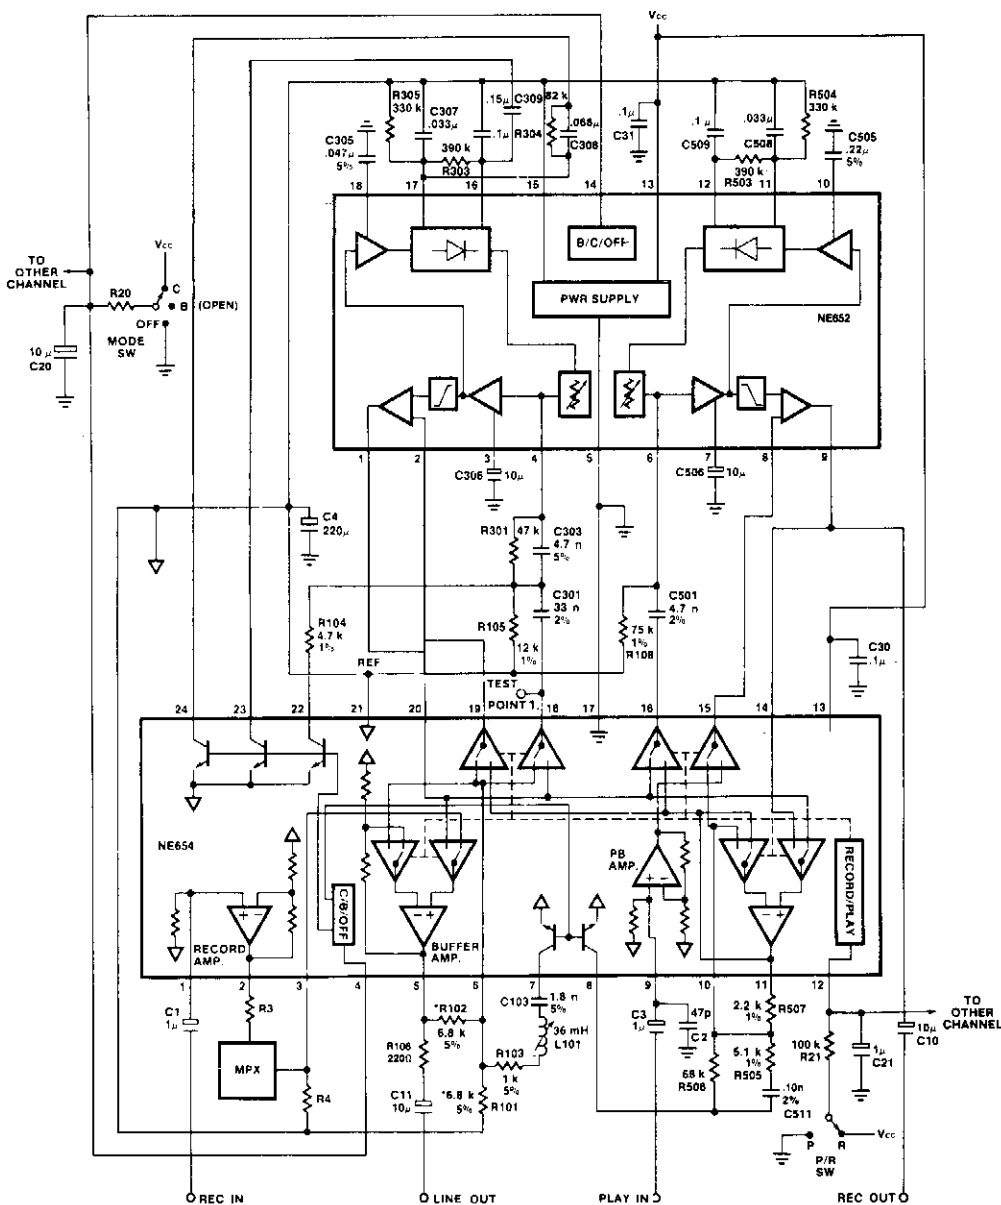 Vcc
R305
330 k
C307
.033µ
.15µ
C309
.1µ
R304
82 k
.068µ
C308
.1µ
C31
.1µ
C509
.033µ
C508
R504
330 k
C305
.047µ
5%
390 k
R303
390 k
R503
C505
.22µ
5%
18
17
16
15
14
13
12
11
10
B/C/OFF
PWR SUPPLY
NE652
TO
OTHER
CHANNEL
Vcc
R20
C
B (OPEN)
OFF
MODE
SW
10 µ
C20
1
2
3
4
5
6
7
8
9
C306
10µ
C506
10µ
C4
220µ
R301
47 k
C303
4.7 n
5%
C301
33 n
2%
C501
4.7 n
2%
R104
4.7 k
1%
R105
12 k
1%
75 k
1%
R108
REF
TEST
POINT 1
C30
.1µ
24
23
22
21
20
19
18
17
16
15
14
13
NE654
RECORD
AMP.
C/B/OFF
BUFFER
AMP.
PB
AMP.
RECORD/PLAY
1
2
3
4
5
6
7
8
9
10
11
12
C1
1µ
R3
MPX
R4
*R102
6.8 k
5%
R106
220Ω
C11
10µ
C103
1.8 n
5%
36 mH
L101
R103
1 k
5%
*6.8 k
5%
R101
C3
1µ
47p
C2
2.2 k
1%
R507
5.1 k
1%
R505
68 k
R508
.10n
2%
C511
100 k
R21
1µ
C21
10µ
C10
TO
OTHER
CHANNEL
P
R
Vcc
P/R
SW
REC IN
LINE OUT
PLAY IN
REC OUT